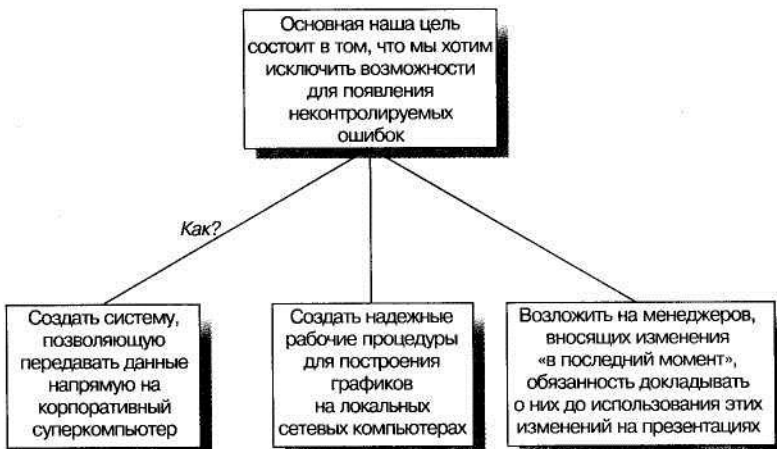 Основная наша цель
состоит в том, что мы хотим
исключить возможности
для появления
неконтролируемых
ошибок
Как?
Создать систему,
позволяющую
передавать данные
напрямую на
корпоративный
суперкомпьютер
Создать надежные
рабочие процедуры
для построения
графиков
на локальных
сетевых компьютерах
Возложить на менеджеров,
вносящих изменения
«в последний момент»,
обязанность докладывать
о них до использования этих
изменений на презентациях